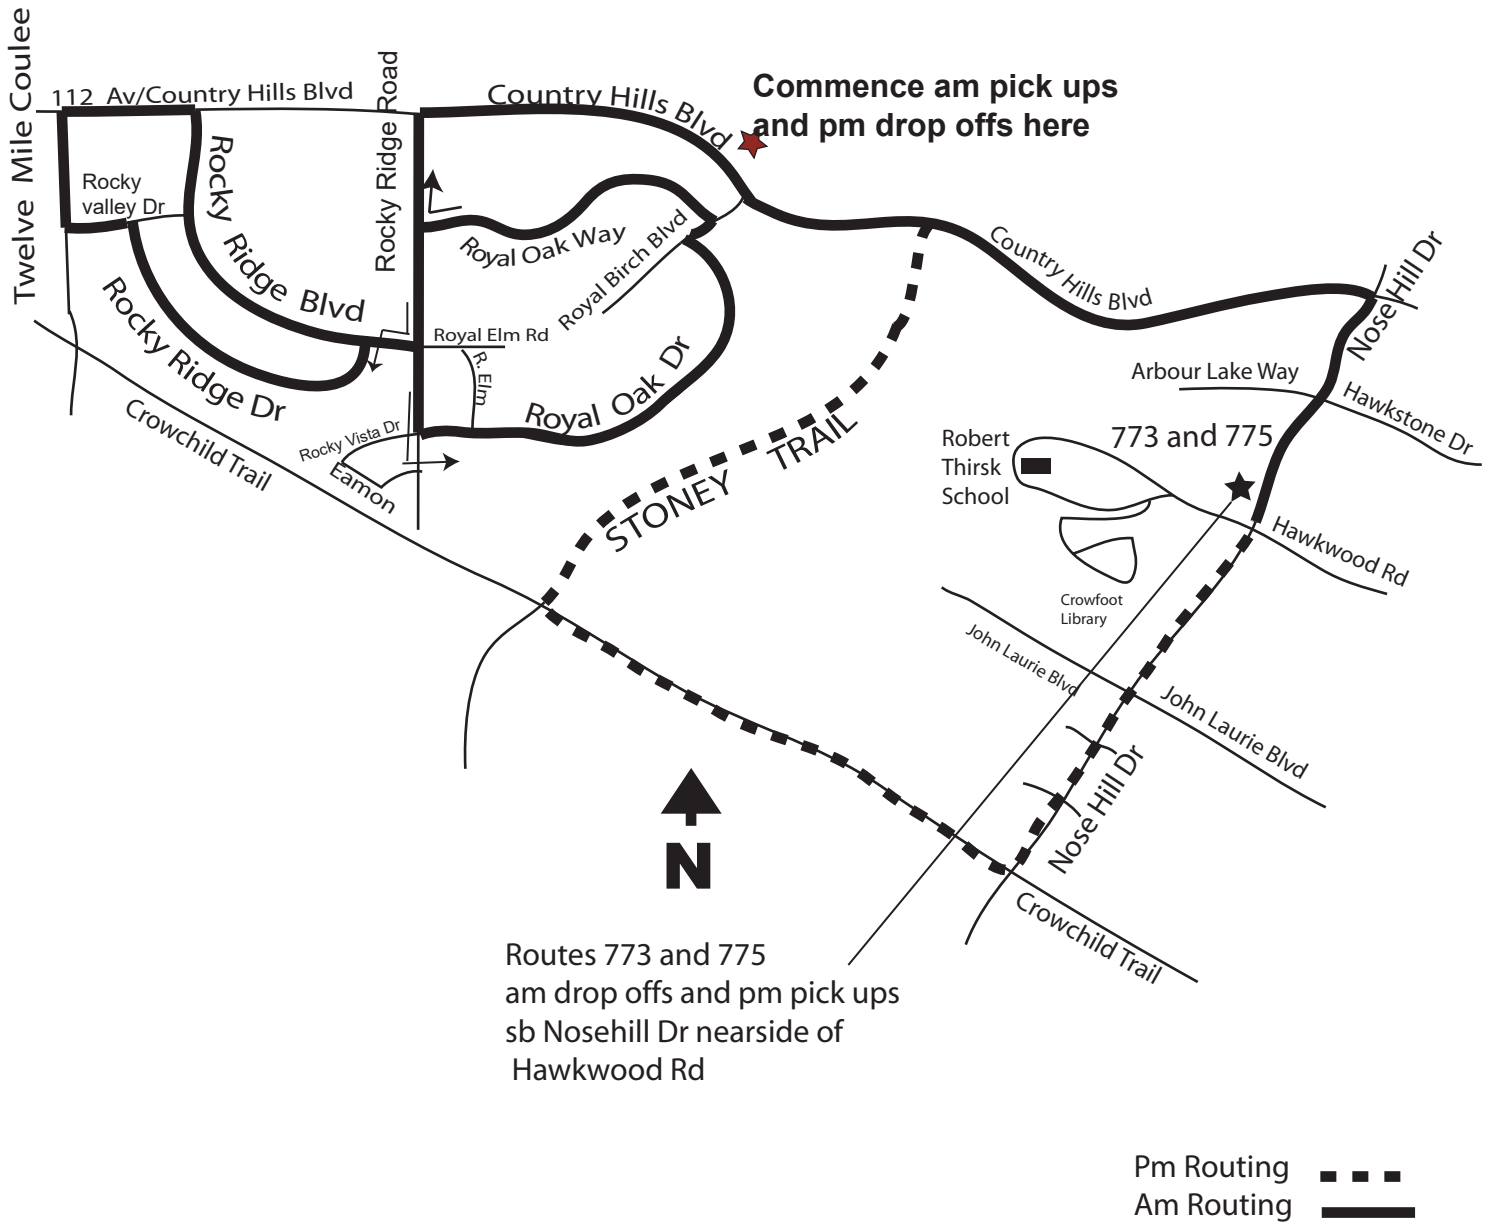 Twelve Mile Coulee
112 Av/Country Hills Blvd
Rocky Ridge Road
Country Hills Blvd
Commence am pick ups
and pm drop offs here
Rocky
valley Dr
Rocky Ridge Blvd
Royal Oak Way
Royal Birch Blvd
Country Hills Blvd
Nose Hill Dr
Rocky Ridge Dr
Royal Elm Rd
R. Elm
Royal Oak Dr
Arbour Lake Way
Hawkstone Dr
Crowchild Trail
Rocky Vista Dr
Eamon
STONEY TRAIL
Robert
Thirsk
School
773 and 775
Hawkwood Rd
Crowfoot
Library
John Laurie Blvd
John Laurie Blvd
Nose Hill Dr
N
Crowchild Trail
Routes 773 and 775
am drop offs and pm pick ups
sb Nosehill Dr nearside of
Hawkwood Rd
Pm Routing
Am Routing